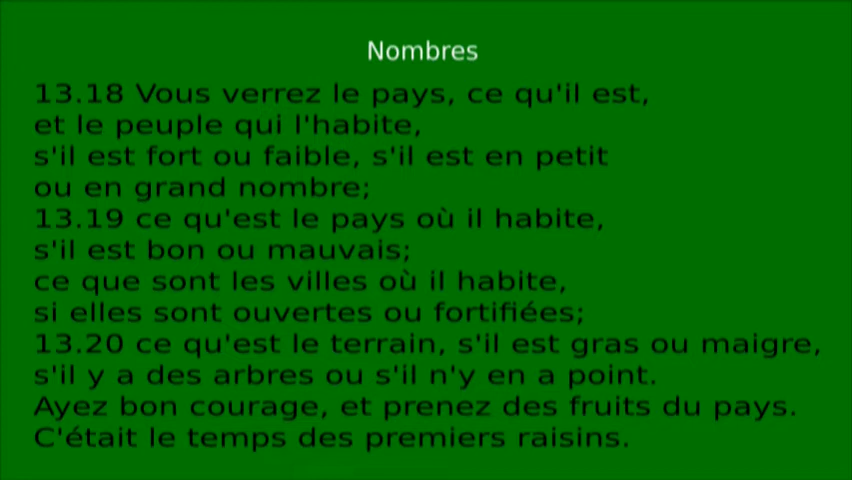 Nombres
13.18 Vous verrez le pays, ce qu'il est,
et le peuple qui l'habite,
s'il est fort ou faible, s'il est en petit
ou en grand nombre;
13.19 ce qu'est le pays où il habite,
s'il est bon ou mauvais;
ce que sont les villes où il habite,
si elles sont ouvertes ou fortifiées;
13.20 ce qu'est le terrain, s'il est gras ou maigre,
s'il y a des arbres ou s'il n'y en a point.
Ayez bon courage, et prenez des fruits du pays.
C'était le temps des premiers raisins.